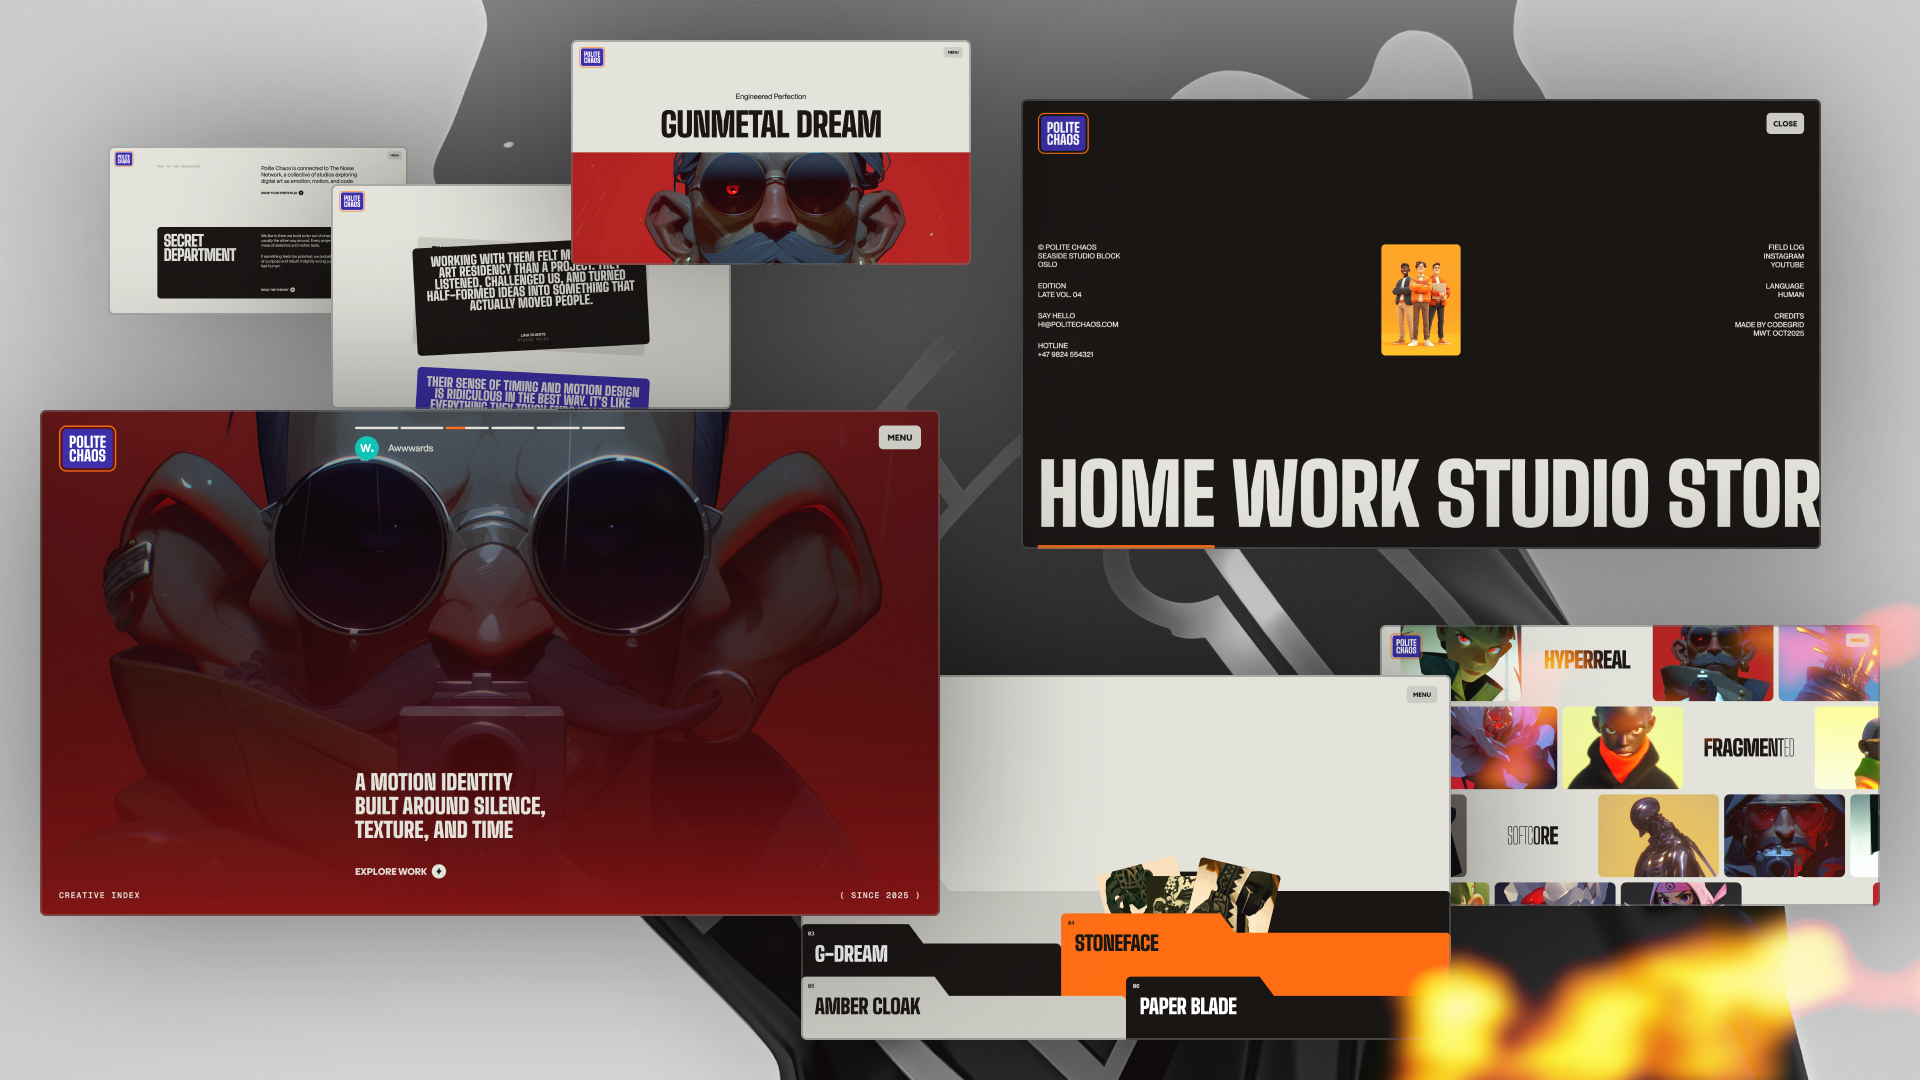 POLITE
CHAOS
PART OF THE COLLECTIVE
MENU
Polite Chaos is connected to The Noise
Network, a collective of studios exploring
digital art as emotion, motion, and code.
SECRET
DEPARTMENT
POLITE
CHAOS
WORKING WITH THEM FELT M
ART RESIDENCY THAN A PROJECT. THEY
LISTENED, CHALLENGED US, AND TURNED
HALF-FORMED IDEAS INTO SOMETHING THAT
ACTUALLY MOVED PEOPLE.
THEIR SENSE OF TIMING AND MOTION DESIGN
IS RIDICULOUS IN THE BEST WAY. IT'S LIKE
EVERYTHING THEY TOUCH
POLITE
CHAOS
MENU
Engineered Perfection
GUNMETAL DREAM
POLITE
CHAOS
CLOSE
© POLITE CHAOS
SEASIDE STUDIO BLOCK
OSLO
EDITION
LATE VOL. 04
SAY HELLO
HI@POLITECHAOS.COM
HOTLINE
+47 9824 554321
FIELD LOG
INSTAGRAM
YOUTUBE
LANGUAGE
HUMAN
CREDITS
MADE BY CODEGRID
MWT. OCT2025
HOME WORK STUDIO STOR
POLITE
CHAOS
W.
Awwwards
MENU
A MOTION IDENTITY
BUILT AROUND SILENCE,
TEXTURE, AND TIME
EXPLORE WORK
CREATIVE INDEX
( SINCE 2025 )
MENU
03
G-DREAM
04
STONEFACE
05
AMBER CLOAK
06
PAPER BLADE
POLITE
CHAOS
MENU
HYPERREAL
FRAGMENTED
SOFTCORE